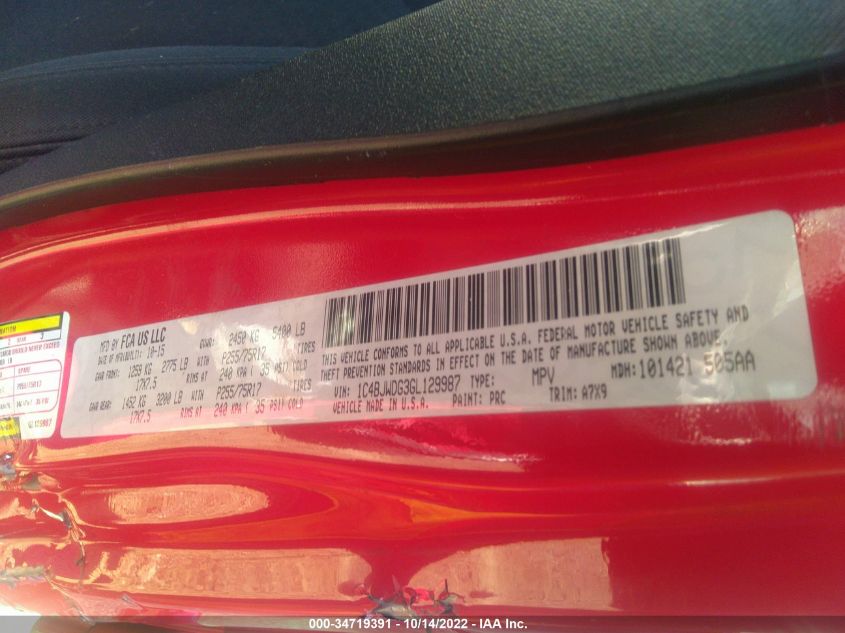 MFD BY FCA US LLC
DATE OF MFR(BUILT) 10-15
GVWR: 2450 KG 5400 LB
GAWR FRONT: 1259 KG 2775 LB WITH P255/75R17 TIRES
17X7.5 RIMS AT 240 KPA ( 35 PSI) COLD
1452 KG 3200 LB WITH P255/75R17 TIRES
17X7.5 RIMS AT 240 KPA ( 35 PSI) COLD
THIS VEHICLE CONFORMS TO ALL APPLICABLE U.S.A. FEDERAL MOTOR VEHICLE SAFETY AND
THEFT PREVENTION STANDARDS IN EFFECT ON THE DATE OF MANUFACTURE SHOWN ABOVE.
VIN: 1C4BJWDG3GL129987 TYPE: MPV MDH: 101421 505AA
VEHICLE MADE IN U.S.A. PAINT: PRC TRIM: A7X9
000-34719391 - 10/14/2022 - IAA Inc.